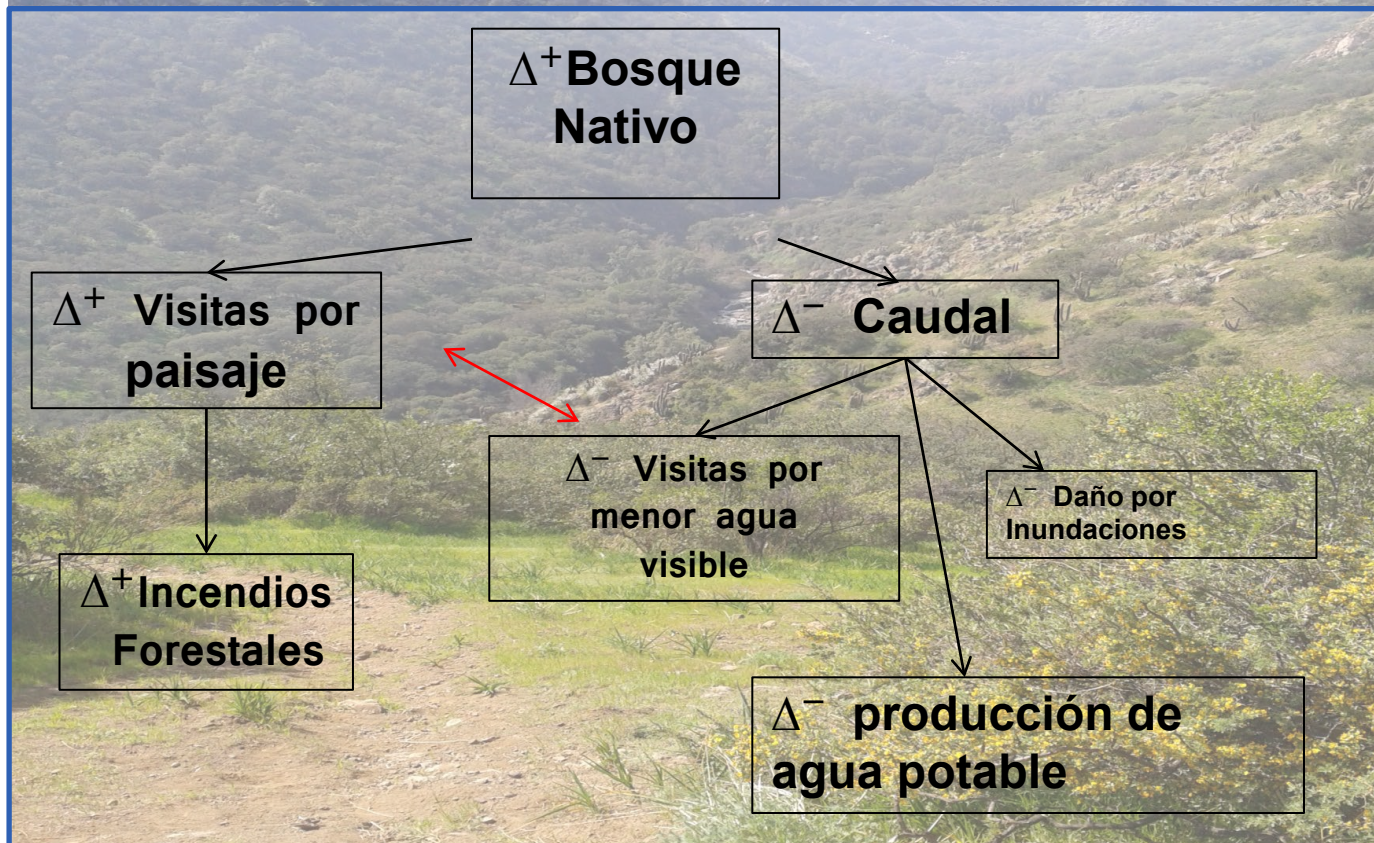 Δ⁺Bosque
Nativo
Δ⁺ Visitas por
paisaje
Δ⁻ Caudal
Δ⁻ Visitas por
menor agua
visible
Δ⁻ Daño por
Inundaciones
Δ⁺Incendios
Forestales
Δ⁻ producción de
agua potable